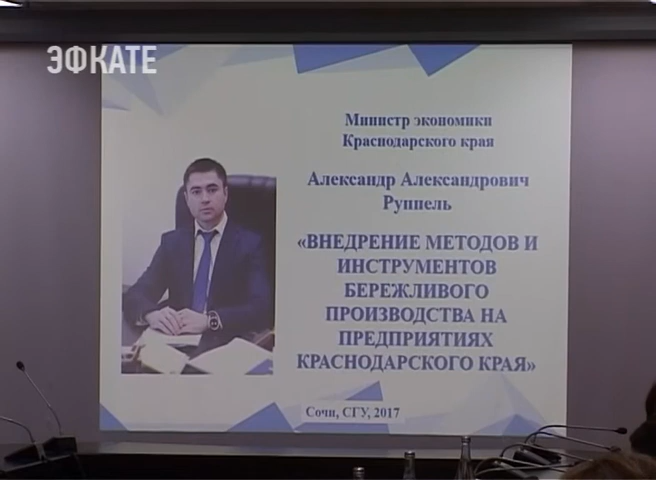 ЭФКАТЕ
Министр экономики
Краснодарского края
Александр Александрович
Руппель
«ВНЕДРЕНИЕ МЕТОДОВ И
ИНСТРУМЕНТОВ
БЕРЕЖЛИВОГО
ПРОИЗВОДСТВА НА
ПРЕДПРИЯТИЯХ
КРАСНОДАРСКОГО КРАЯ»
Сочи, СГУ, 2017